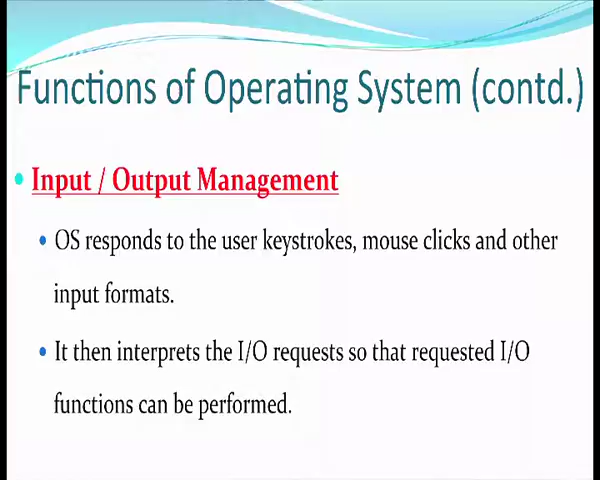 Functions of Operating System (contd.)
Input / Output Management
OS responds to the user keystrokes, mouse clicks and other
input formats.
It then interprets the I/O requests so that requested I/O
functions can be performed.